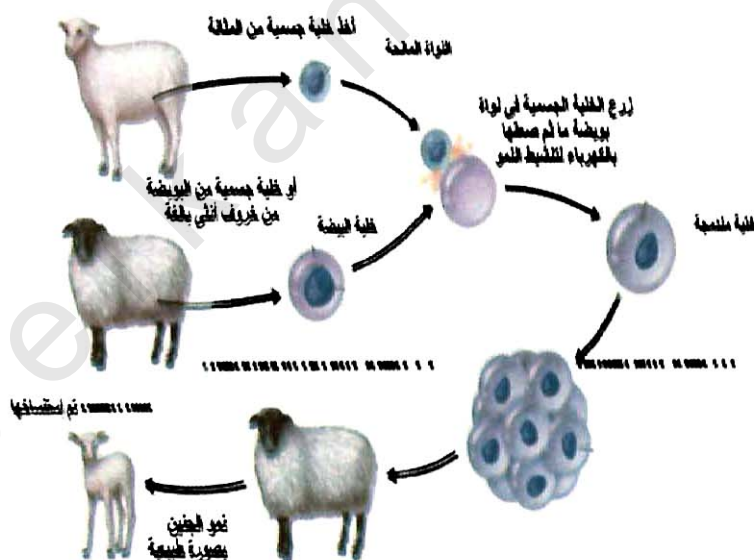 أخذ خلية جسمية من المثانة
النواة المانحة
زرع الخلية الجسمية في نواة
بويضة ما ثم صعقها
بالكهرباء لتنشيط النمو
أو خلية جسمية من البويضة
من خروف أنثى بالغة
خلية البيضة
خلية مندمجة
تم استنساخها
نمو الجنين
بصورة طبيعية